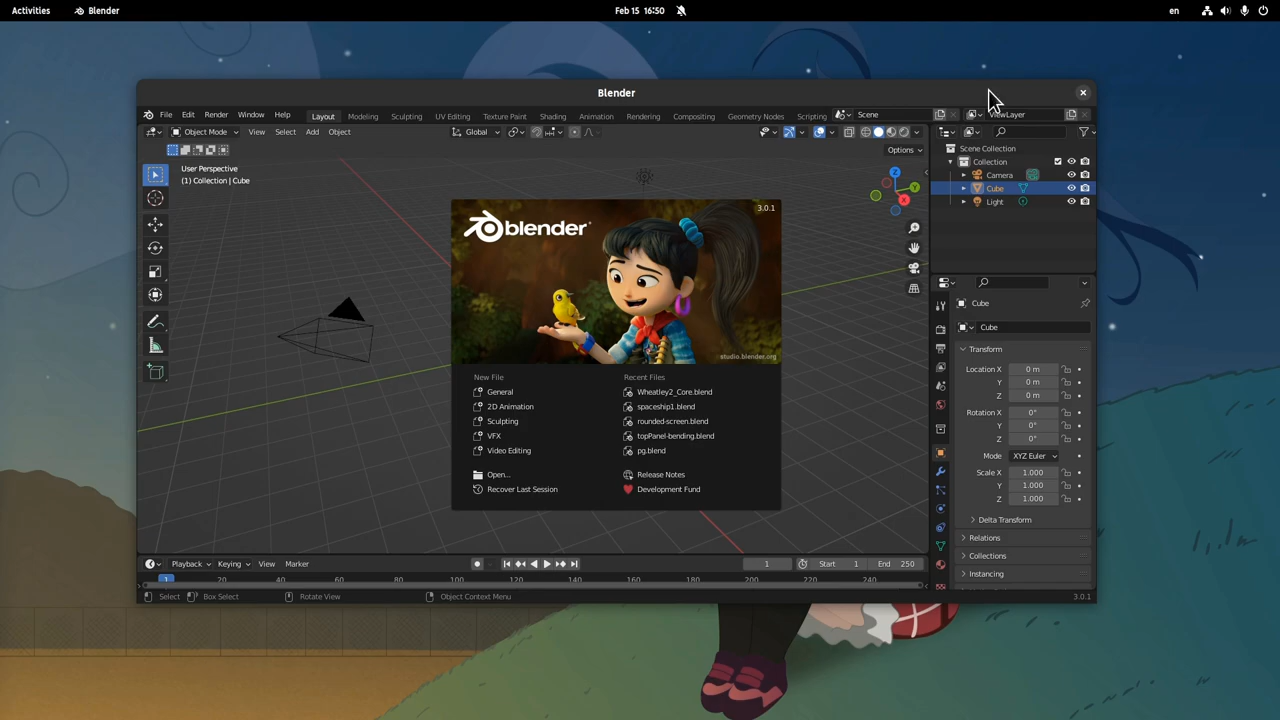 Activities Blender Feb 15 16:50 en
Blender
File Edit Render Window Help Layout Modeling Sculpting UV Editing Texture Paint Shading Animation Rendering Compositing Geometry Nodes Scripting Scene ViewLayer
Object Mode View Select Add Object Global
Options
User Perspective
(1) Collection | Cube
Z
Y
X
Scene Collection
Collection
Camera
Cube
Light
blender
3.0.1
studio.blender.org
New File
General
2D Animation
Sculpting
VFX
Video Editing
Open...
Recover Last Session
Recent Files
Wheatley2_Core.blend
spaceship1.blend
rounded-screen.blend
topPanel-bending.blend
pg.blend
Release Notes
Development Fund
Cube
Cube
Transform
Location X 0 m
Y 0 m
Z 0 m
Rotation X 0°
Y 0°
Z 0°
Mode XYZ Euler
Scale X 1.000
Y 1.000
Z 1.000
Delta Transform
Relations
Collections
Instancing
Playback Keying View Marker 1 Start 1 End 250
1 20 40 60 80 100 120 140 160 180 200 220 240
Select Box Select Rotate View Object Context Menu 3.0.1